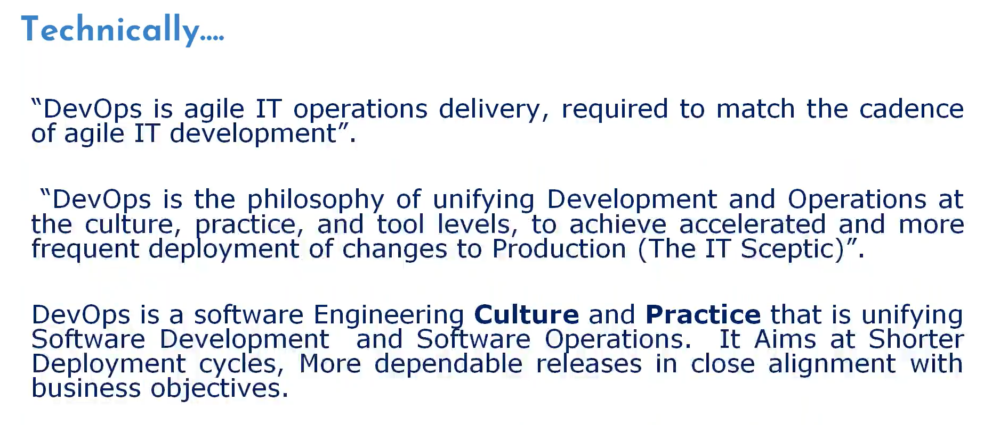 Technically....
“DevOps is agile IT operations delivery, required to match the cadence
of agile IT development”.
“DevOps is the philosophy of unifying Development and Operations at
the culture, practice, and tool levels, to achieve accelerated and more
frequent deployment of changes to Production (The IT Sceptic)”.
DevOps is a software Engineering Culture and Practice that is unifying
Software Development and Software Operations. It Aims at Shorter
Deployment cycles, More dependable releases in close alignment with
business objectives.